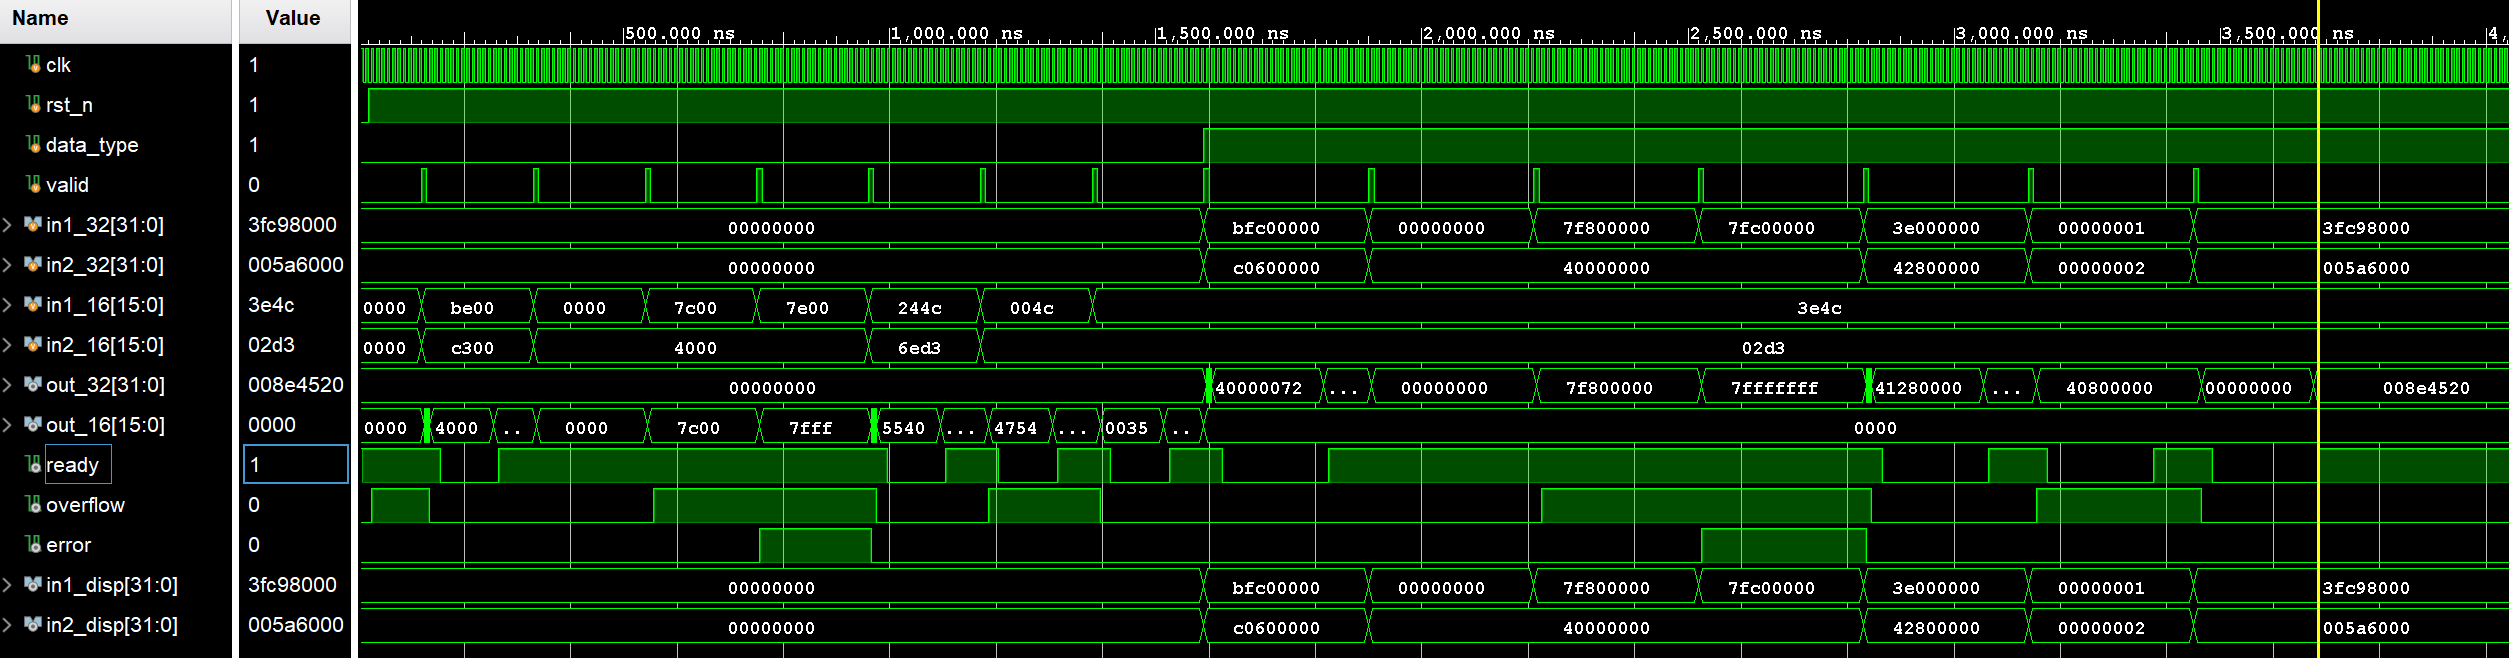 Name Value
500.000 ns 1,000.000 ns 1,500.000 ns 2,000.000 ns 2,500.000 ns 3,000.000 ns 3,500.000 ns 4,
clk 1
rst_n 1
data_type 1
valid 0
in1_32[31:0] 3fc98000 00000000 bfc00000 00000000 7f800000 7fc00000 3e000000 00000001 3fc98000
in2_32[31:0] 005a6000 00000000 c0600000 40000000 42800000 00000002 005a6000
in1_16[15:0] 3e4c 0000 be00 0000 7c00 7e00 244c 004c 3e4c
in2_16[15:0] 02d3 0000 c300 4000 6ed3 02d3
out_32[31:0] 008e4520 00000000 40000072 ... 00000000 7f800000 7fffffff 41280000 ... 40800000 00000000 008e4520
out_16[15:0] 0000 0000 4000 .. 0000 7c00 7fff 5540 ... 4754 ... 0035 .. 0000
ready 1
overflow 0
error 0
in1_disp[31:0] 3fc98000 00000000 bfc00000 00000000 7f800000 7fc00000 3e000000 00000001 3fc98000
in2_disp[31:0] 005a6000 00000000 c0600000 40000000 42800000 00000002 005a6000